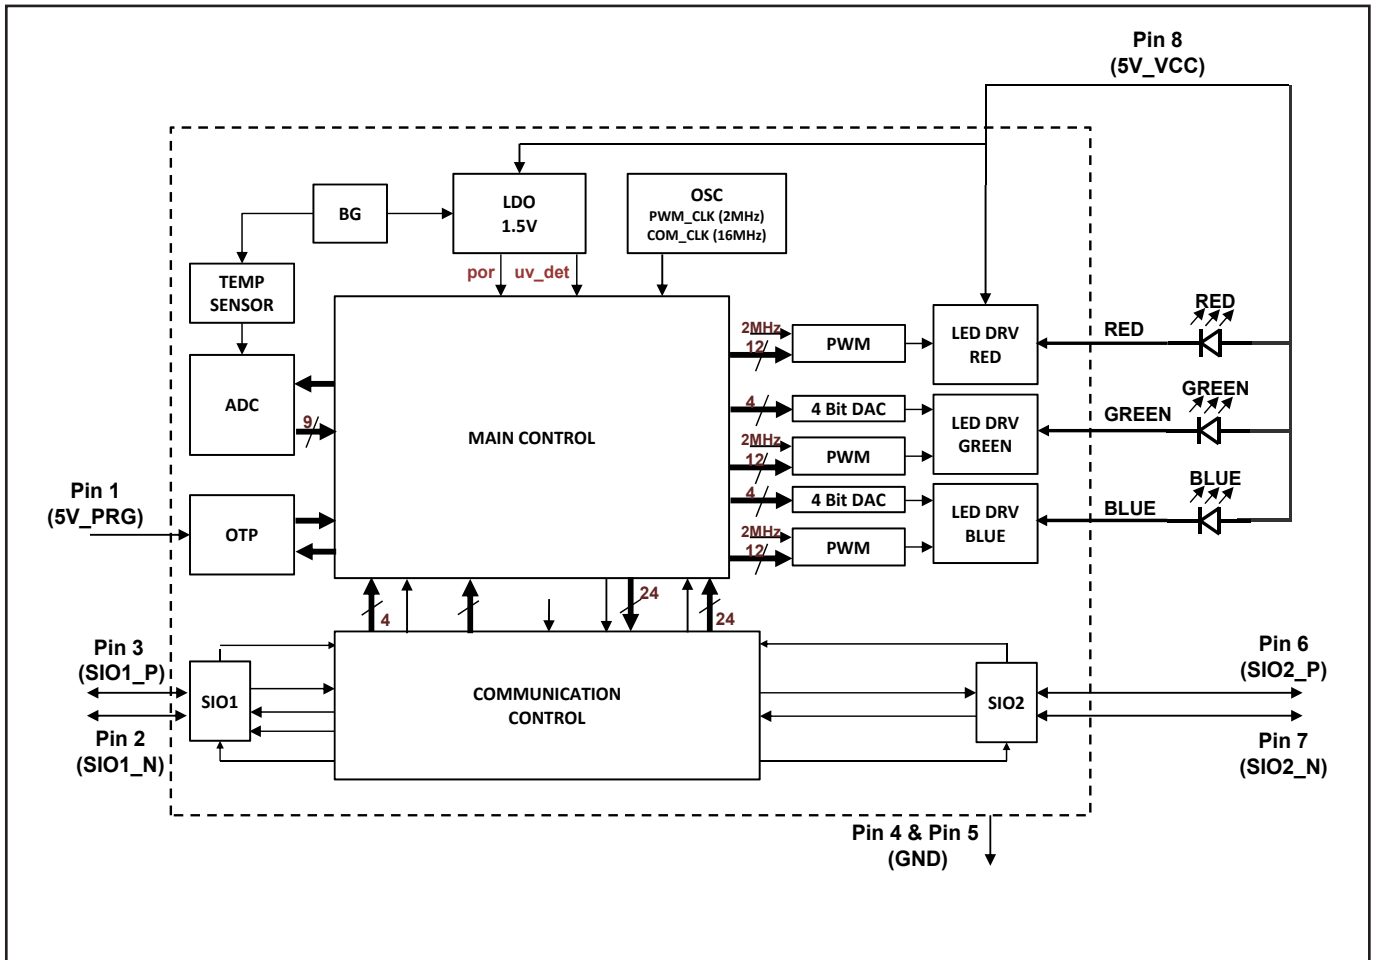 Pin 8
(5V_VCC)
BG
LDO
1.5V
OSC
PWM_CLK (2MHz)
COM_CLK (16MHz)
por
uv_det
TEMP
SENSOR
ADC
9
MAIN CONTROL
2MHz
12
PWM
LED DRV
RED
RED
RED
4
4 Bit DAC
2MHz
12
PWM
LED DRV
GREEN
GREEN
GREEN
4
4 Bit DAC
2MHz
12
PWM
LED DRV
BLUE
BLUE
BLUE
Pin 1
(5V_PRG)
OTP
4
24
24
Pin 3
(SIO1_P)
SIO1
Pin 2
(SIO1_N)
COMMUNICATION
CONTROL
SIO2
Pin 6
(SIO2_P)
Pin 7
(SIO2_N)
Pin 4 & Pin 5
(GND)